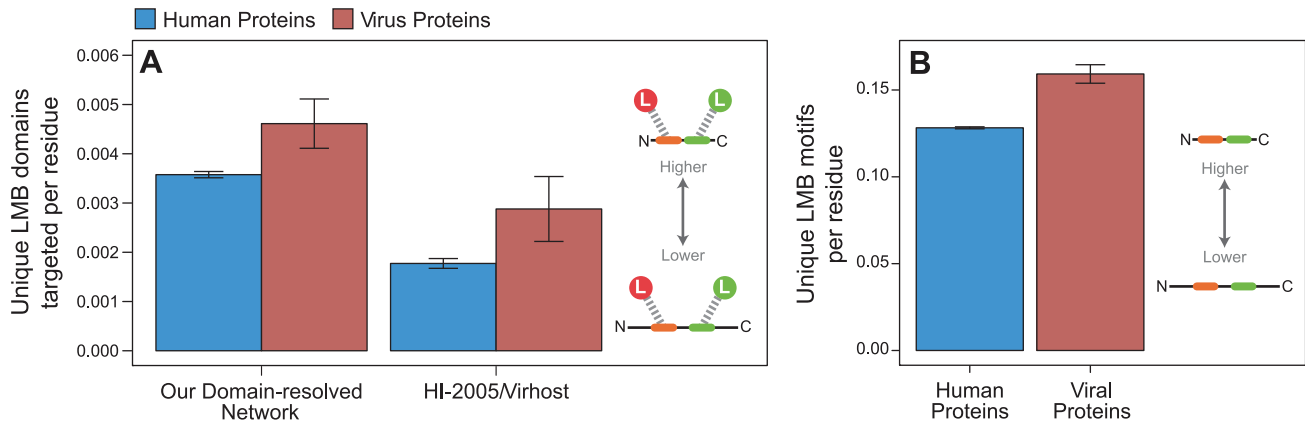 Human Proteins
Virus Proteins
A
Unique LMB domains
targeted per residue
0.006
0.005
0.004
0.003
0.002
0.001
0.000
Our Domain-resolved
Network
HI-2005/Virhost
L
L
N
C
Higher
Lower
L
L
N
C
B
Unique LMB motifs
per residue
0.15
0.10
0.05
0.00
Human
Proteins
Viral
Proteins
N
C
Higher
Lower
N
C